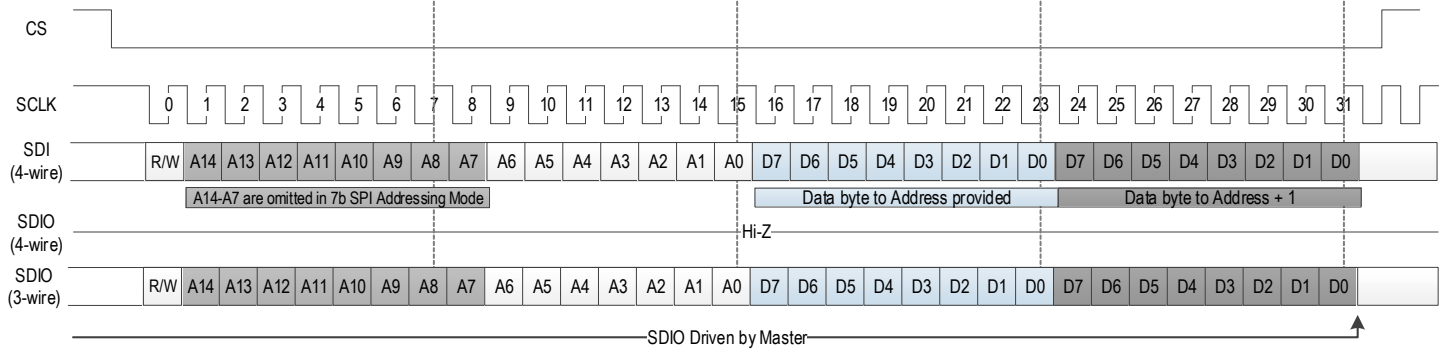 CS
SCLK 0 1 2 3 4 5 6 7 8 9 10 11 12 13 14 15 16 17 18 19 20 21 22 23 24 25 26 27 28 29 30 31
SDI
(4-wire)
R/W A14 A13 A12 A11 A10 A9 A8 A7 A6 A5 A4 A3 A2 A1 A0 D7 D6 D5 D4 D3 D2 D1 D0 D7 D6 D5 D4 D3 D2 D1 D0
A14-A7 are omitted in 7b SPI Addressing Mode Data byte to Address provided Data byte to Address + 1
SDIO
(4-wire)
Hi-Z
SDIO
(3-wire)
R/W A14 A13 A12 A11 A10 A9 A8 A7 A6 A5 A4 A3 A2 A1 A0 D7 D6 D5 D4 D3 D2 D1 D0 D7 D6 D5 D4 D3 D2 D1 D0
SDIO Driven by Master